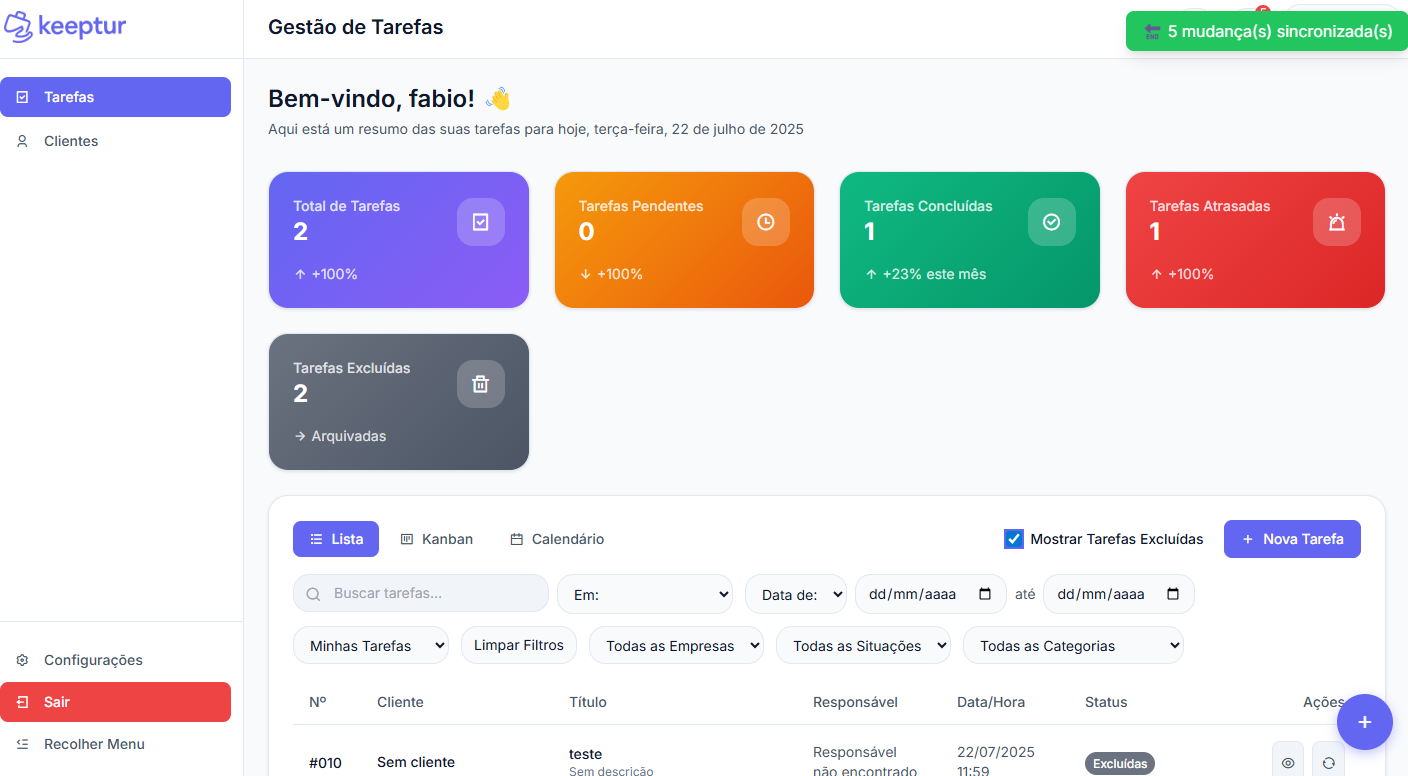 keeptur
Gestão de Tarefas
5
END 5 mudança(s) sincronizada(s)
Tarefas
Clientes
Bem-vindo, fabio! 👋
Aqui está um resumo das suas tarefas para hoje, terça-feira, 22 de julho de 2025
Total de Tarefas
2
↑ +100%
Tarefas Pendentes
0
↓ +100%
Tarefas Concluídas
1
↑ +23% este mês
Tarefas Atrasadas
1
↑ +100%
Tarefas Excluídas
2
→ Arquivadas
Lista Kanban Calendário Mostrar Tarefas Excluídas + Nova Tarefa
Buscar tarefas... Em: Data de: dd/mm/aaaa até dd/mm/aaaa
Minhas Tarefas Limpar Filtros Todas as Empresas Todas as Situações Todas as Categorias
Nº Cliente Título Responsável Data/Hora Status Ações
#010 Sem cliente teste Responsável 22/07/2025 Excluídas
Sem descrição não encontrado 11:59
+
Configurações
Sair
Recolher Menu